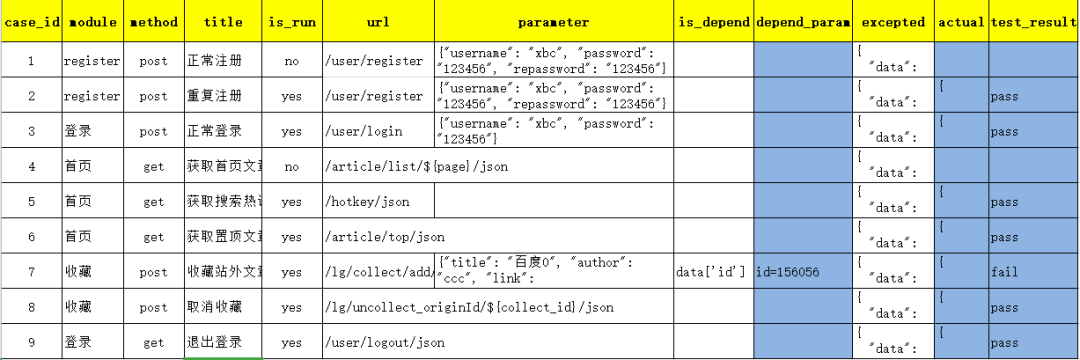 case_id module method title is_run url parameter is_depend depend_param excepted actual test_result
1 register post 正常注册 no /user/register {"username": "xbc", "password": "123456", "repassword": "123456"} { "data":
2 register post 重复注册 yes /user/register {"username": "xbc", "password": "123456", "repassword": "123456"} { "data": { pass
3 登录 post 正常登录 yes /user/login {"username": "xbc", "password": "123456"} { "data": { pass
4 首页 get 获取首页文 no /article/list/${page}/json { "data":
5 首页 get 获取搜索热 yes /hotkey/json { "data": { pass
6 首页 get 获取置顶文 yes /article/top/json { "data": { pass
7 收藏 post 收藏站外文 yes /lg/collect/add/ {"title": "百度0", "author": "ccc", "link": data['id'] id=156056 { "data": { fail
8 收藏 post 取消收藏 yes /lg/uncollect_originId/${collect_id}/json { "data": { pass
9 登录 get 退出登录 yes /user/logout/json { "data": { pass